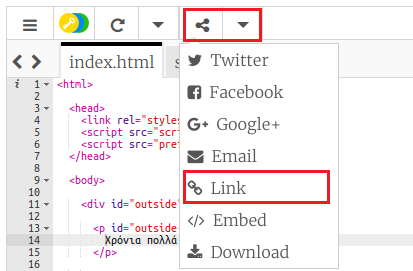 index.html s
Twitter
Facebook
Google+
Email
Link
Embed
Download
i 1 <html>
2
3 <head>
4 <link rel="styles
5 <script src="scri
6 <script src="pref
7 </head>
8
9 <body>
10
11 <div id="outside"
12
13 <p id="outside-
14 Χρόνια πολλά
15 </p>
16